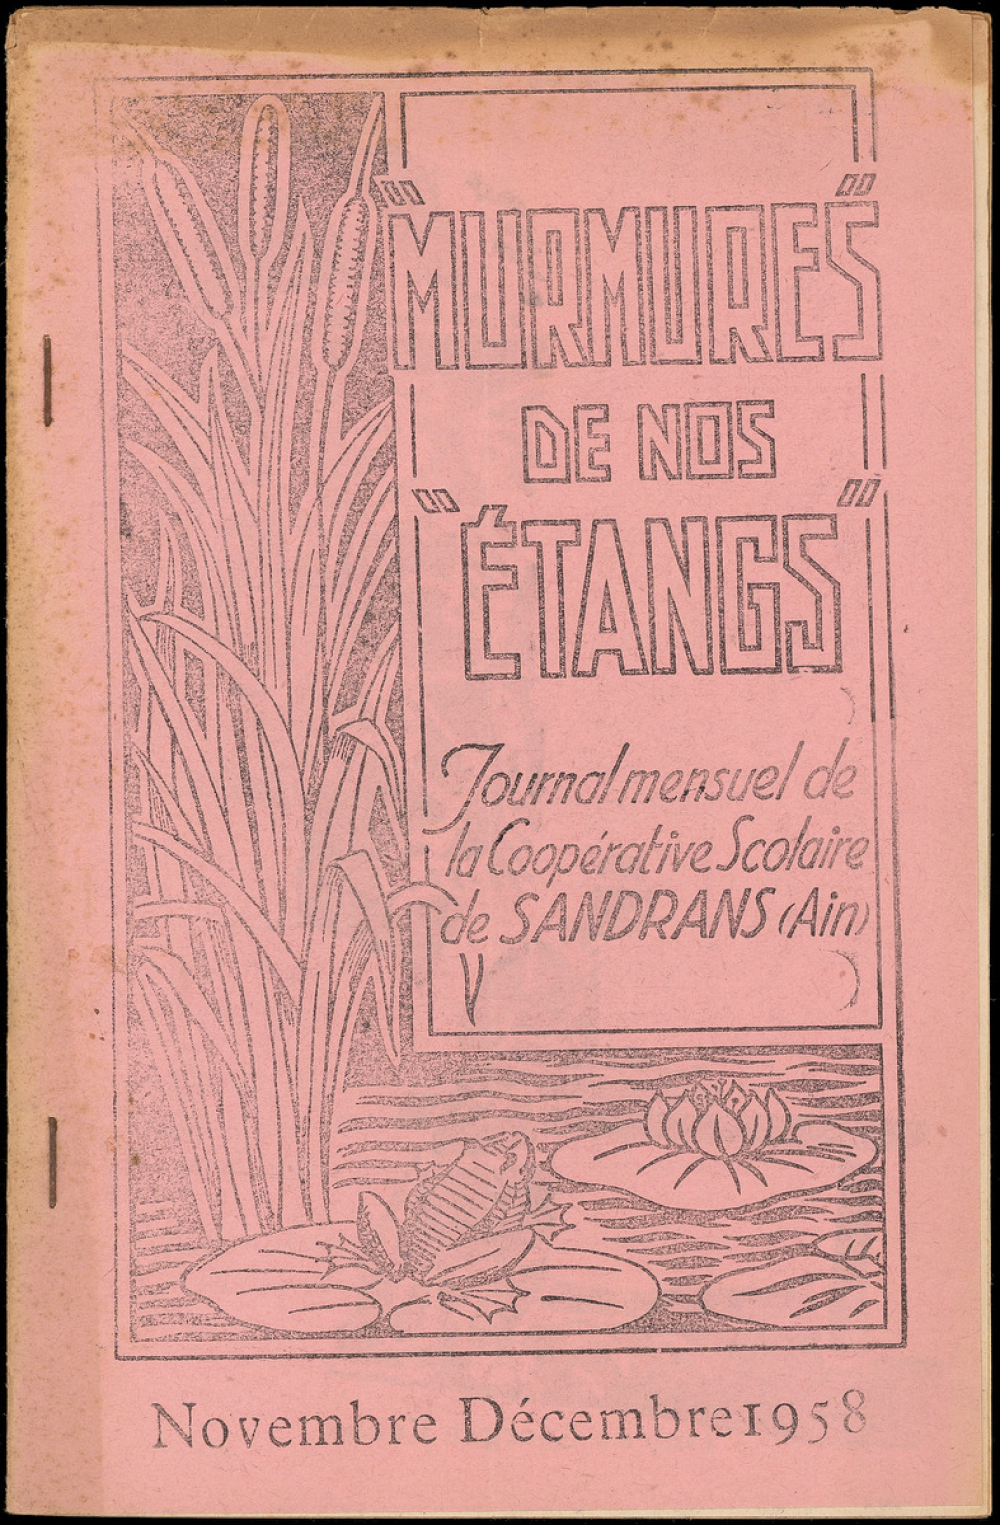 "MURMURES"
DE NOS
"ÉTANGS"
Journal mensuel de
la Coopérative Scolaire
de SANDRANS (Ain)
Novembre Décembre 1958